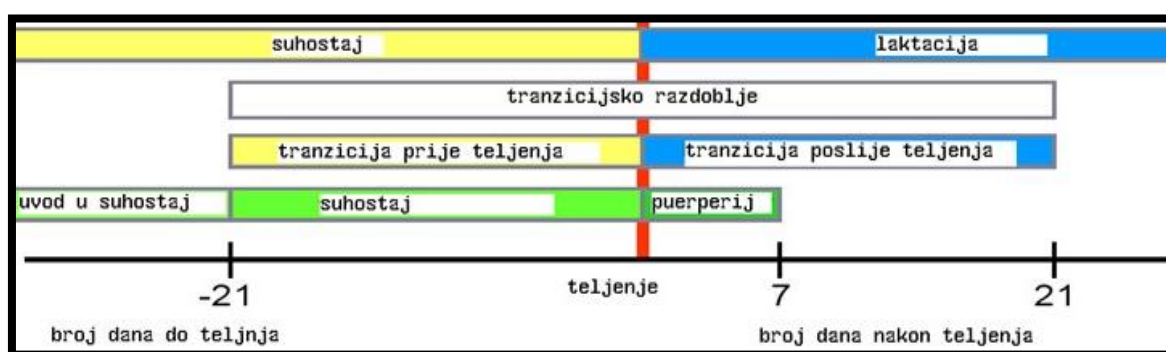 suhostaj laktacija
tranzicijsko razdoblje
tranzicija prije teljenja tranzicija poslije teljenja
uvod u suhostaj suhostaj puerperij
-21 teljenje 7 21
broj dana do teljnja broj dana nakon teljenja